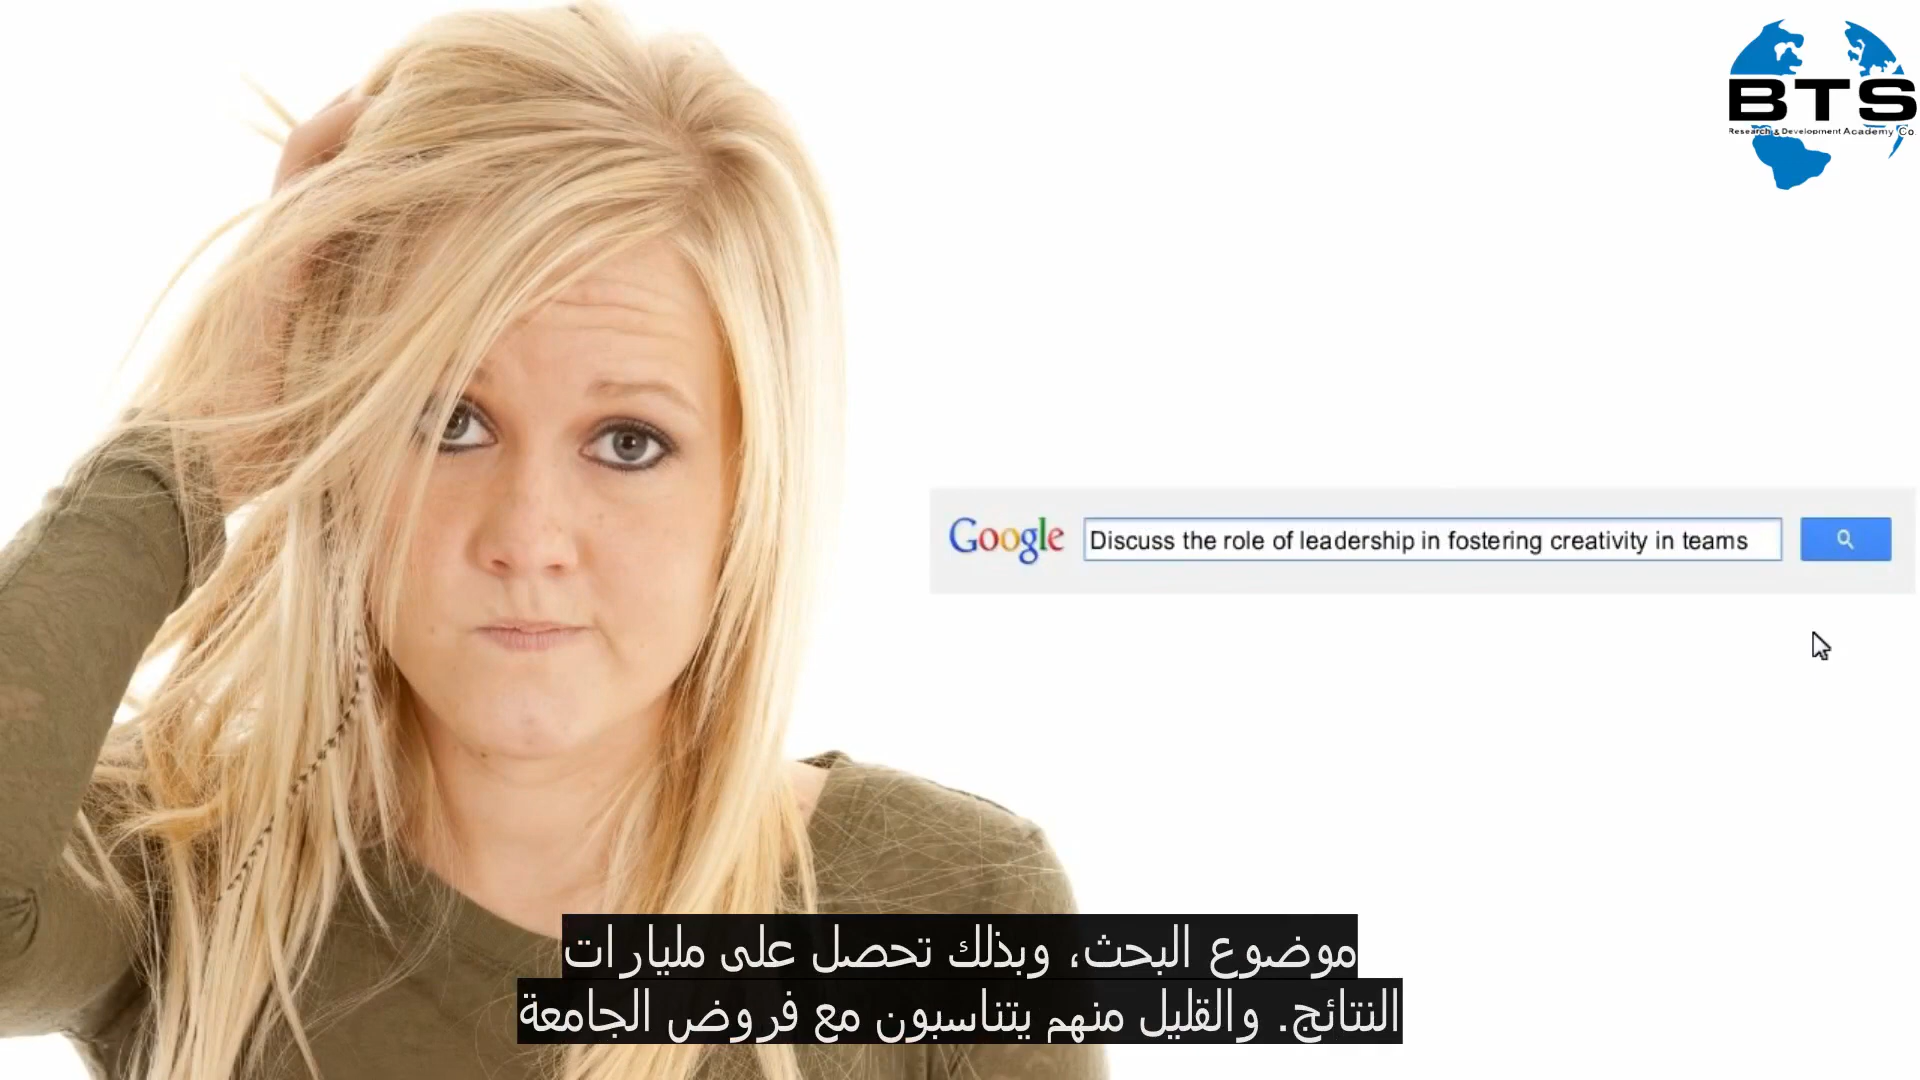 BTS
Research & Development Academy Co.
Google
Discuss the role of leadership in fostering creativity in teams
موضوع البحث، وبذلك تحصل على مليارات
النتائج. والقليل منهم يتناسبون مع فروض الجامعة